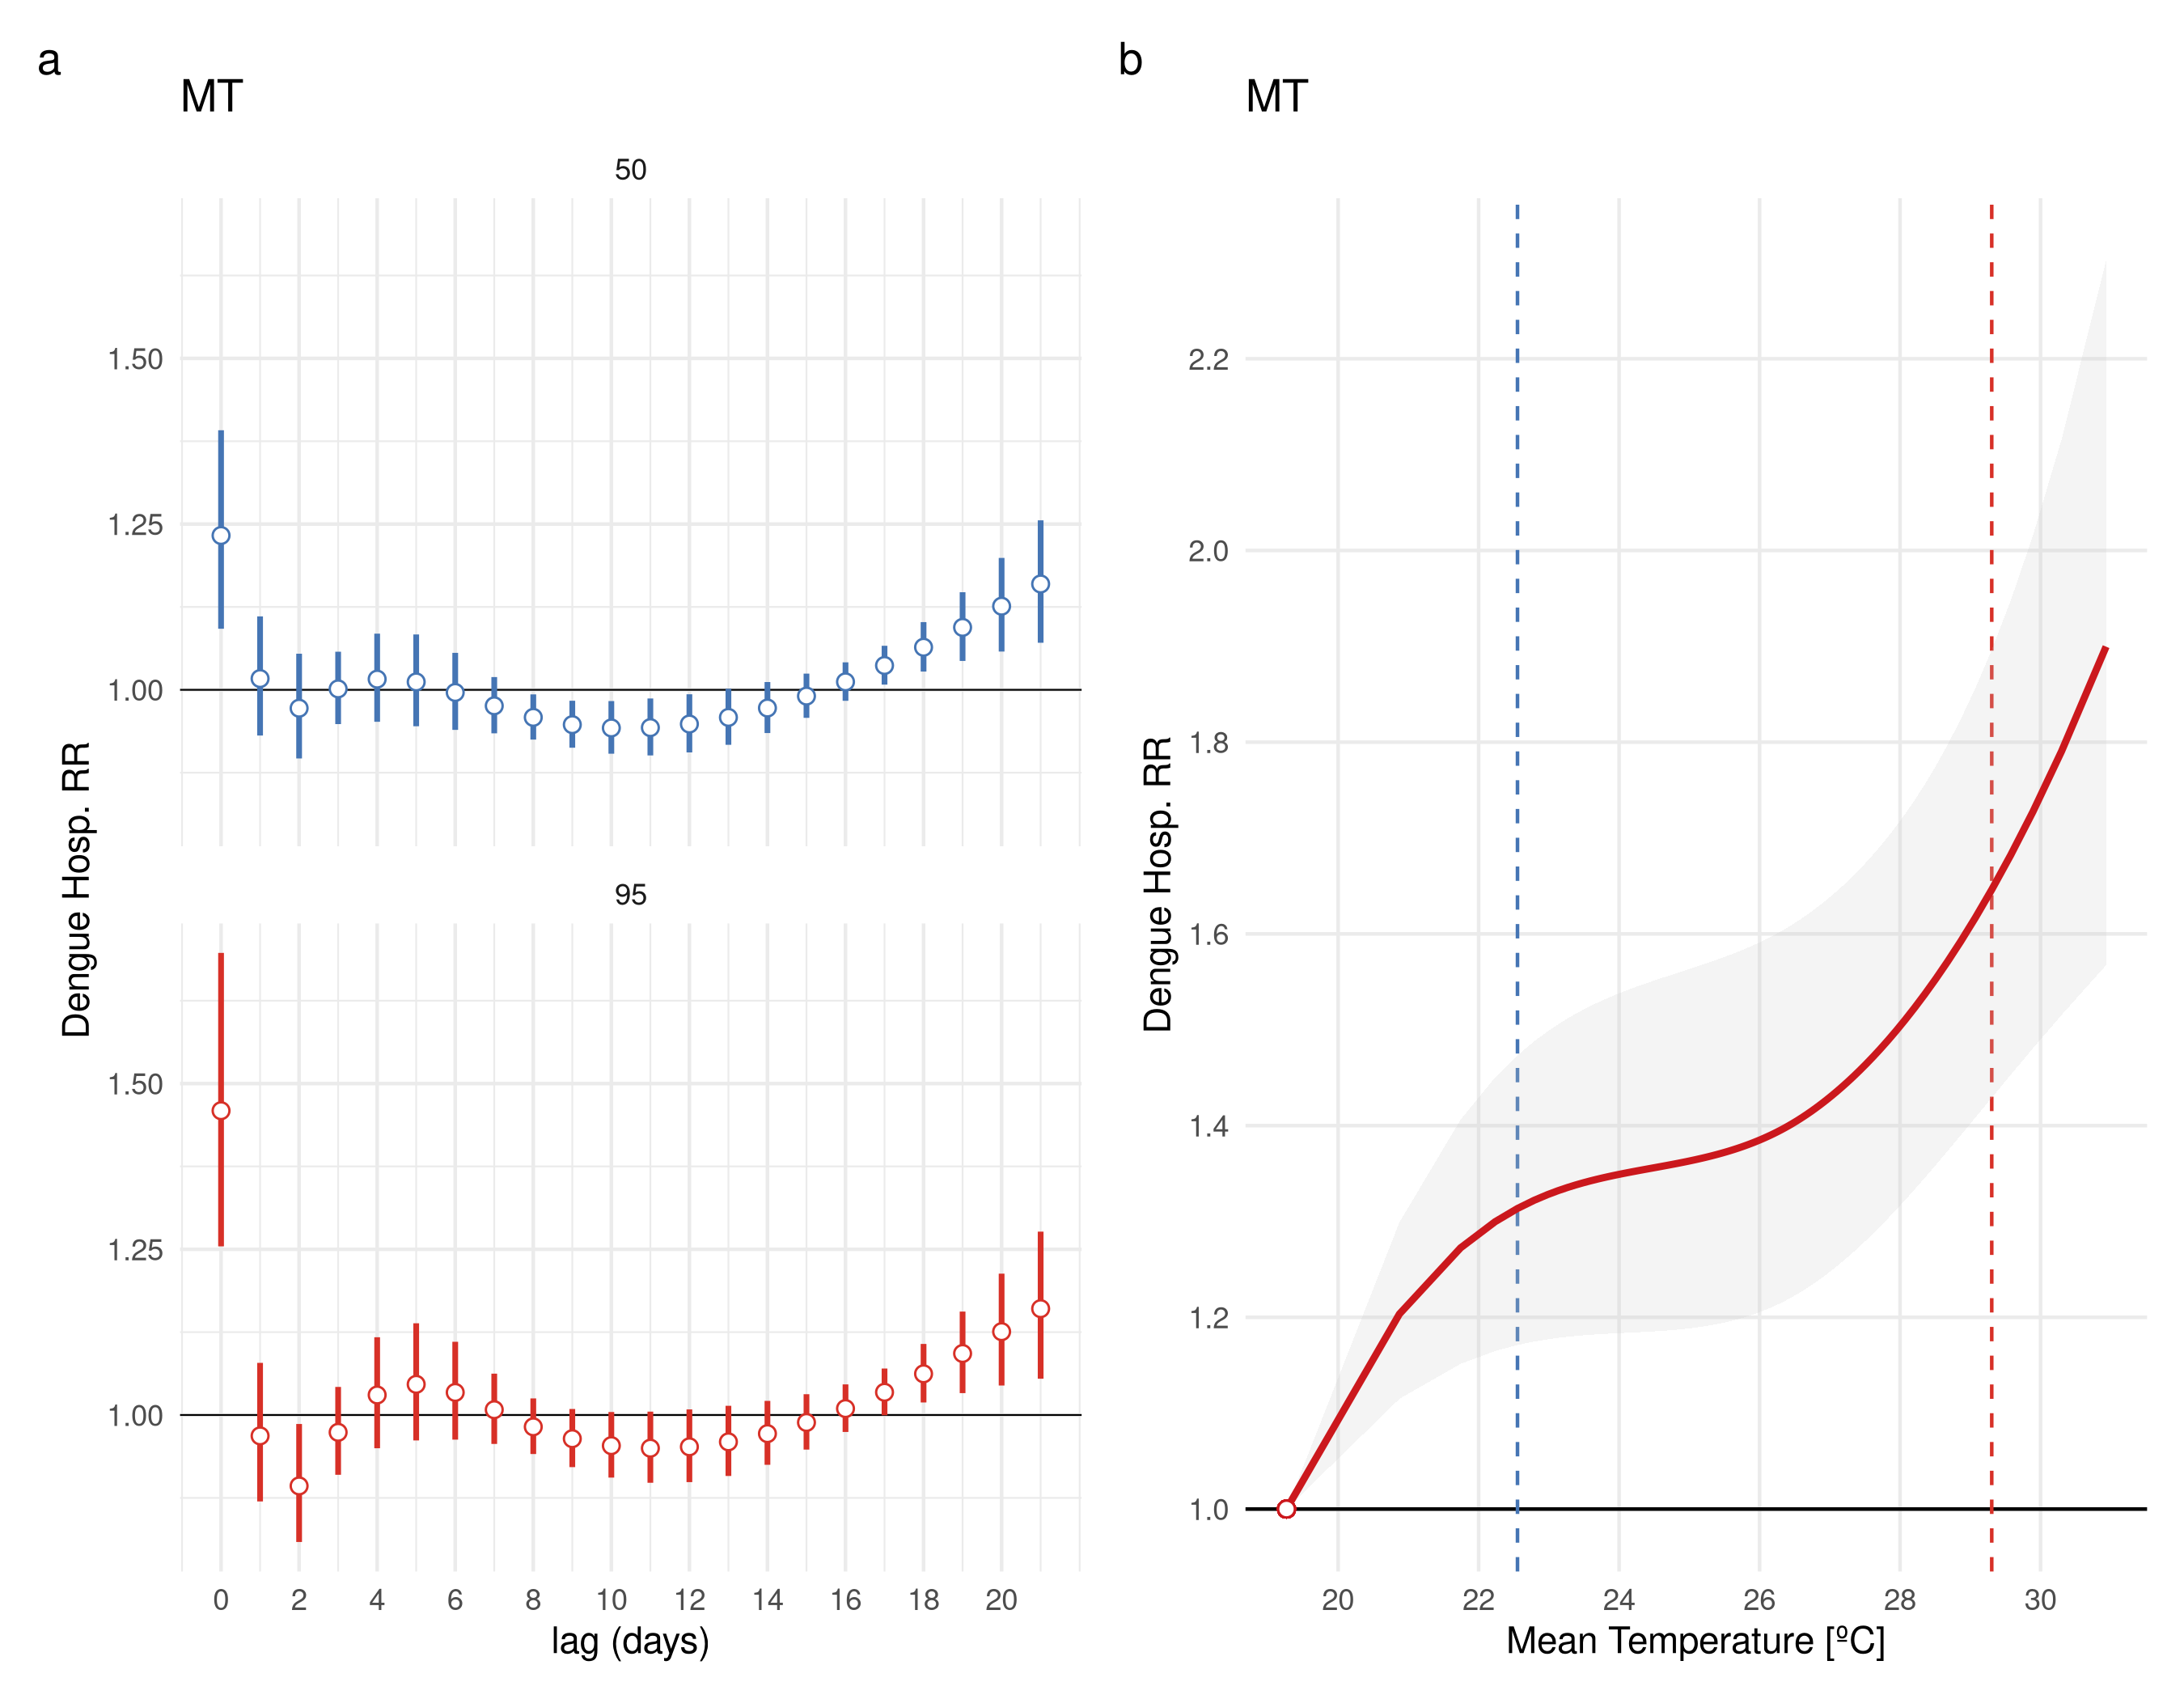 a
MT
50
1.50
1.25
1.00
95
1.50
1.25
1.00
0 2 4 6 8 10 12 14 16 18 20
lag (days)
Dengue Hosp. RR
b
MT
2.2
2.0
1.8
1.6
1.4
1.2
1.0
20 22 24 26 28 30
Mean Temperature [ºC]
Dengue Hosp. RR